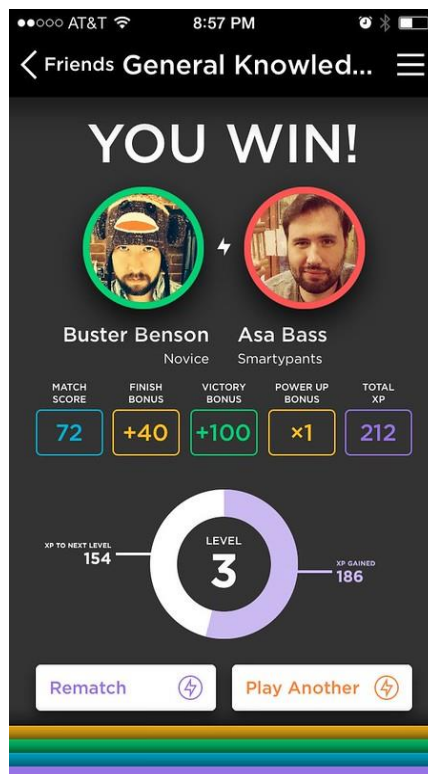 AT&T 8:57 PM
Friends General Knowled...
YOU WIN!
Buster Benson Asa Bass
Novice Smartypants
MATCH SCORE FINISH BONUS VICTORY BONUS POWER UP BONUS TOTAL XP
72 +40 +100 ×1 212
LEVEL
3
XP TO NEXT LEVEL
154
XP GAINED
186
Rematch Play Another